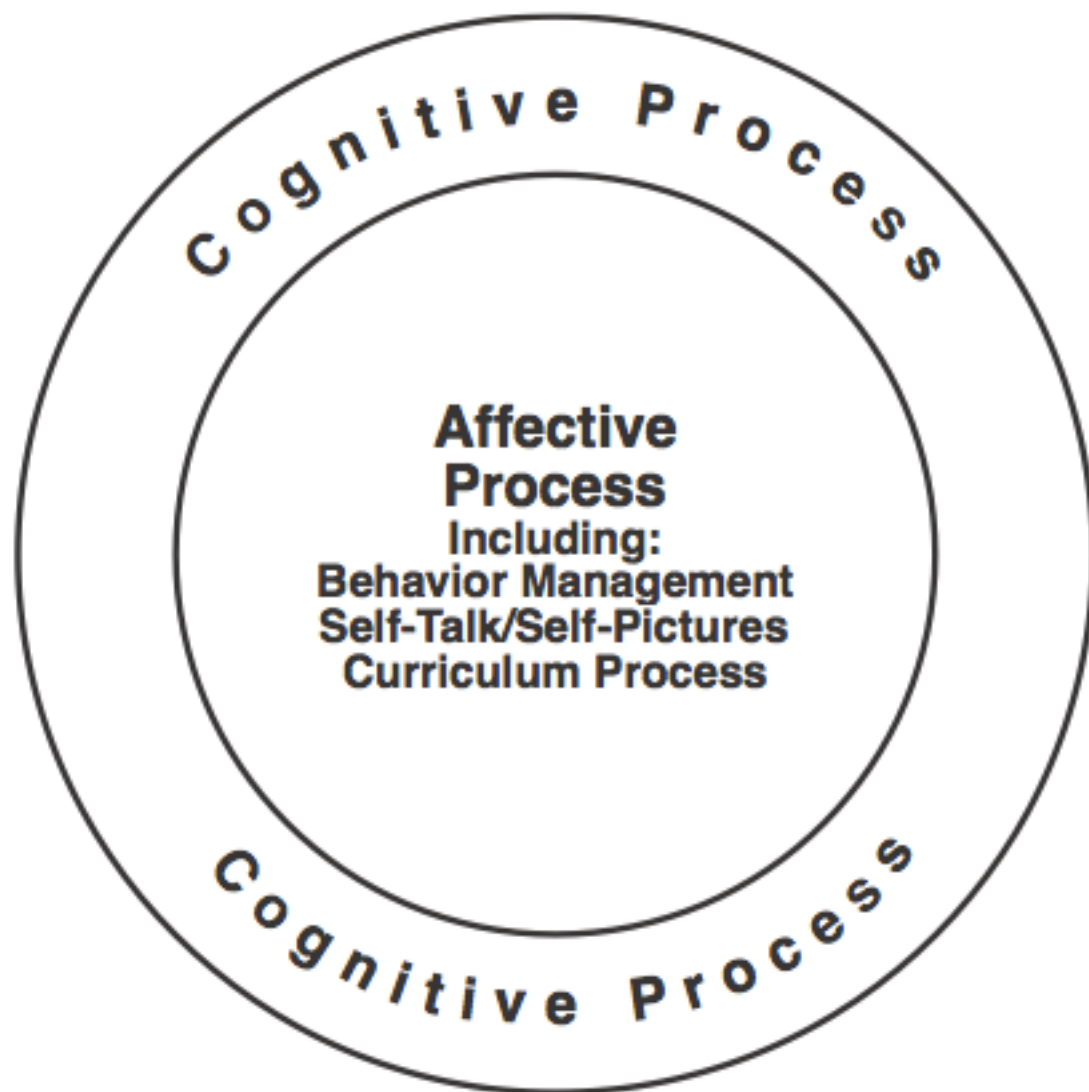 Cognitive Process
Affective
Process
Including:
Behavior Management
Self-Talk/Self-Pictures
Curriculum Process
Cognitive Process